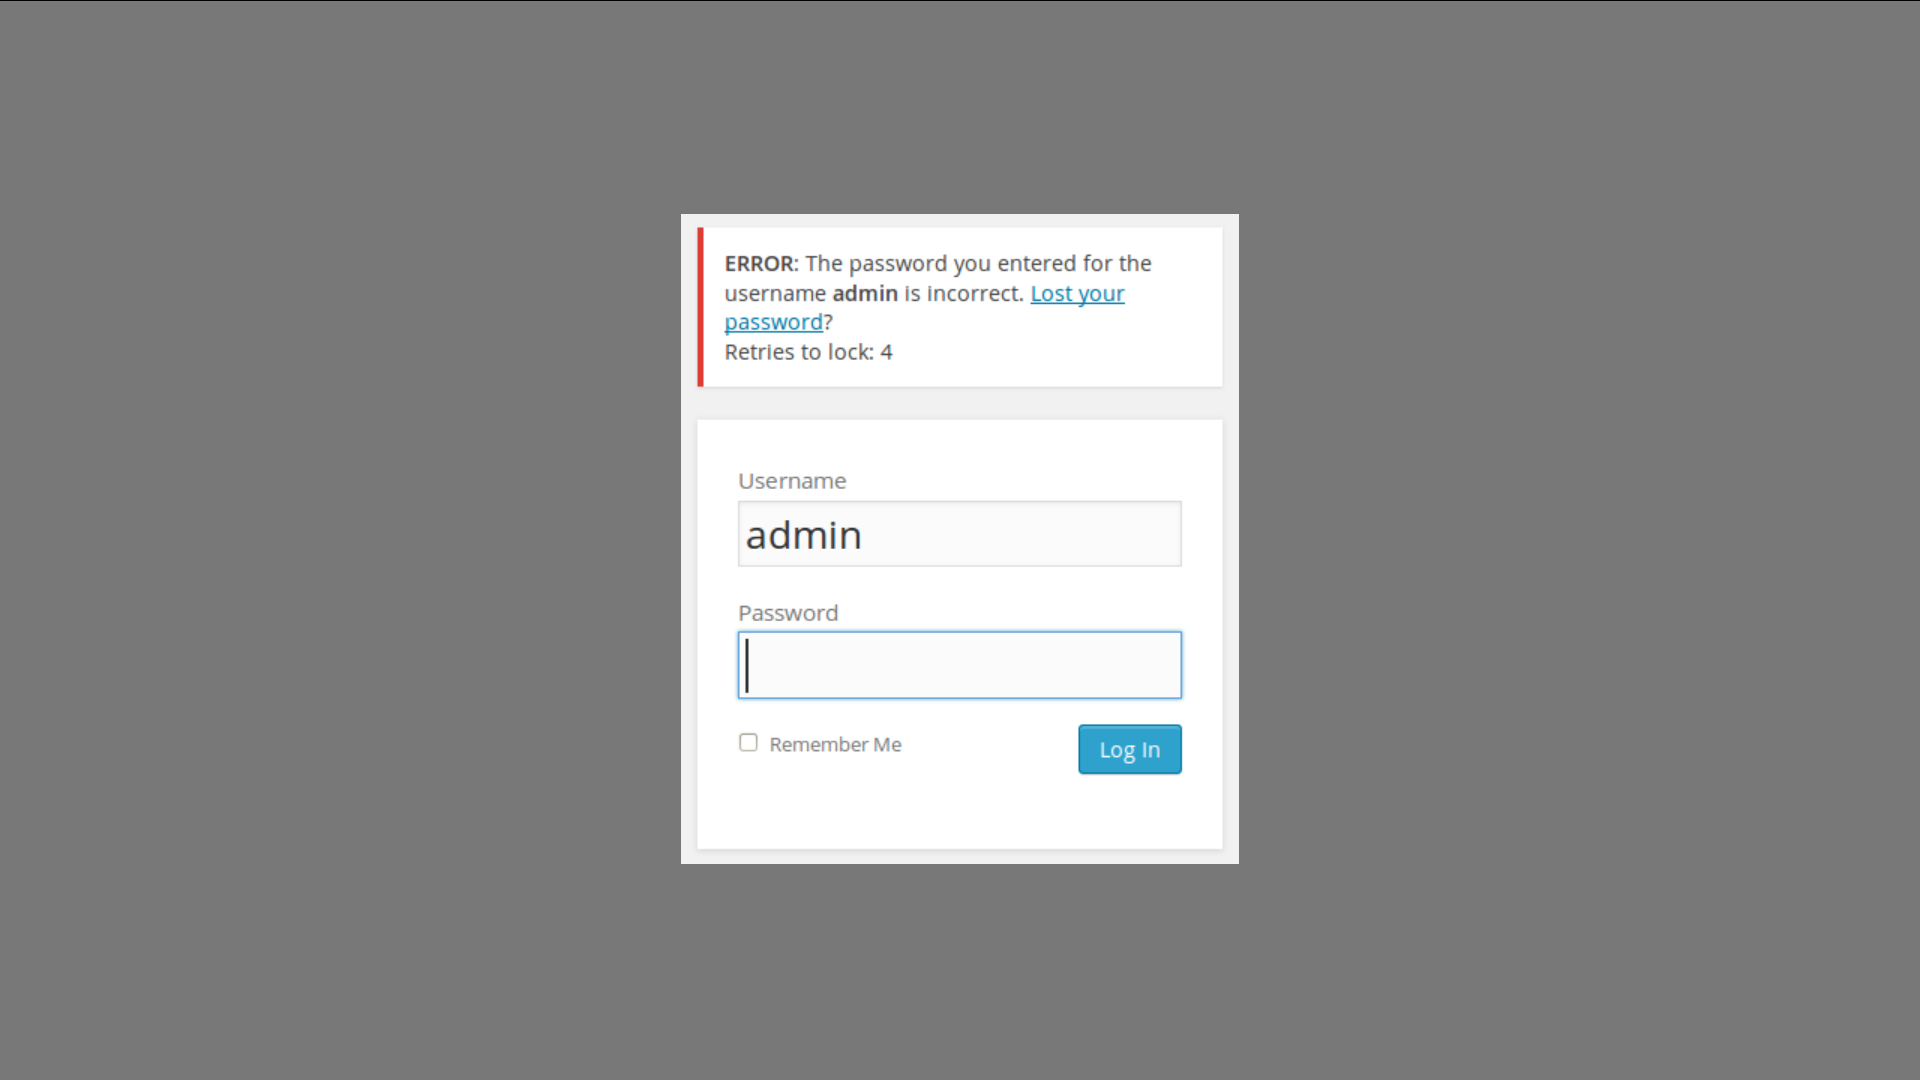 ERROR: The password you entered for the
username admin is incorrect. Lost your
password?
Retries to lock: 4
Username
admin
Password
Remember Me
Log In